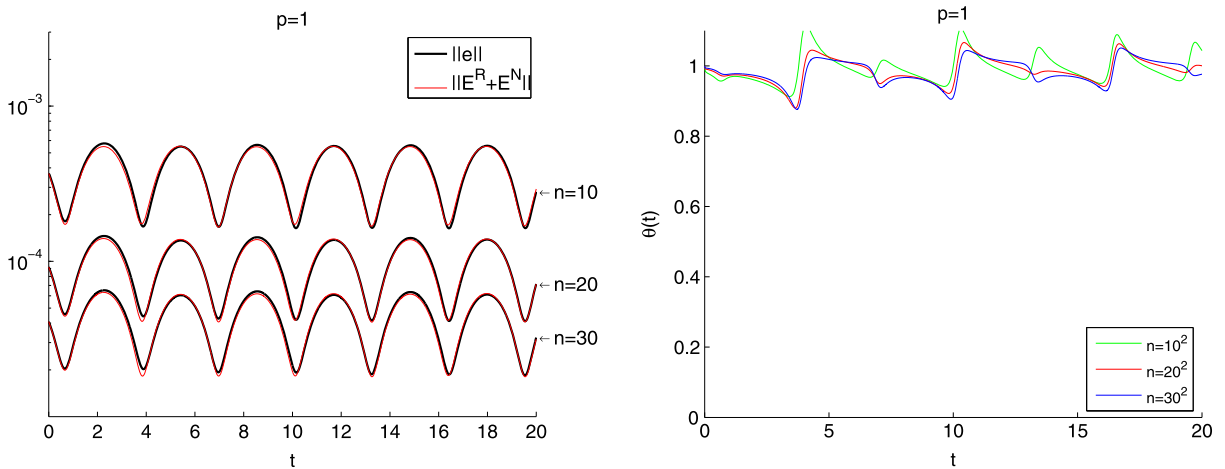 p=1
||e||
||E^R+E^N||
10^-3
10^-4
n=10
n=20
n=30
0 2 4 6 8 10 12 14 16 18 20
t
p=1
θ(t)
1
0.8
0.6
0.4
0.2
0
n=10^2
n=20^2
n=30^2
0 5 10 15 20
t